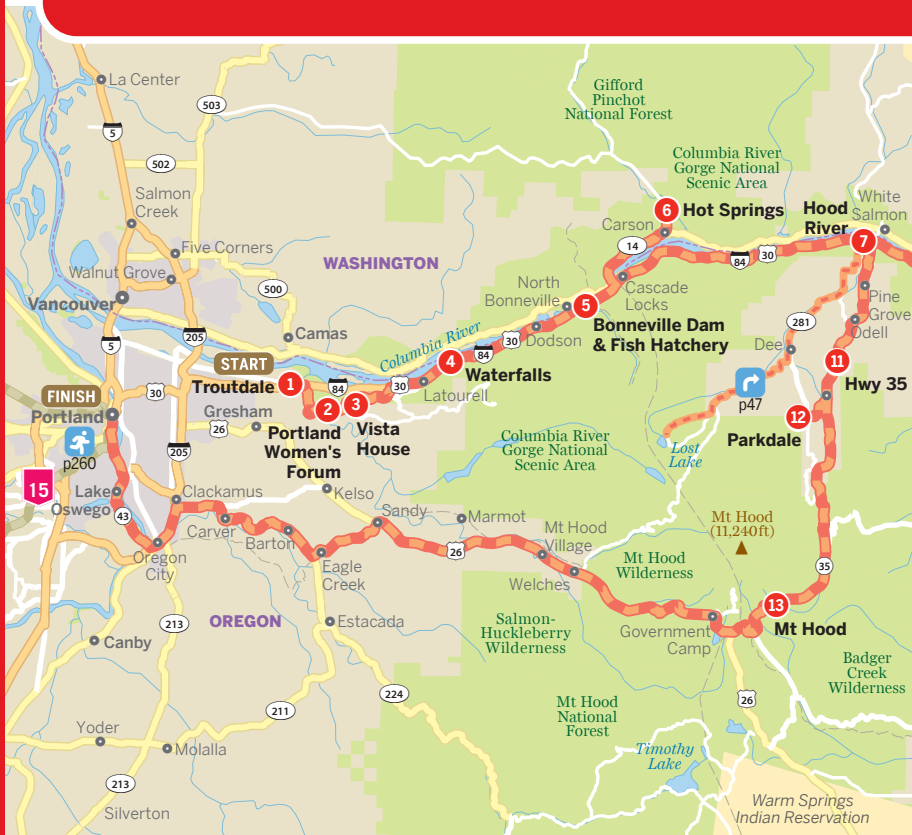 La Center
503
5
502
Salmon
Creek
Five Corners
Walnut Grove
500
Vancouver
Camas
5
205
WASHINGTON
Gifford
Pinchot
National Forest
Columbia River
Gorge National
Scenic Area
White
Salmon
6 Hot Springs
Carson
14
Hood
River
7
84
30
North
Bonneville
5
Cascade
Locks
Bonneville Dam
& Fish Hatchery
Pine
Grove
Odell
281
Dee
11
Hwy 35
START
Troutdale
1
84
Columbia River
4
Waterfalls
84
30
Dodson
30
Latourell
2
3
Vista
House
Portland
Women's
Forum
FINISH
Portland
30
Gresham
26
p260
205
15
p47
12
Parkdale
Lost
Lake
Columbia River
Gorge National
Scenic Area
Lake
Oswego
43
Clackamus
Kelso
Sandy
Marmot
Carver
Barton
26
Mt Hood
Village
Mt Hood
(11,240ft)
Oregon
City
Eagle
Creek
Welches
Mt Hood
Wilderness
35
OREGON
213
Estacada
Salmon-
Huckleberry
Wilderness
Government
Camp
13
Mt Hood
Canby
Badger
Creek
Wilderness
224
26
211
Mt Hood
National
Forest
Yoder
Molalla
Timothy
Lake
213
Silverton
Warm Springs
Indian Reservation